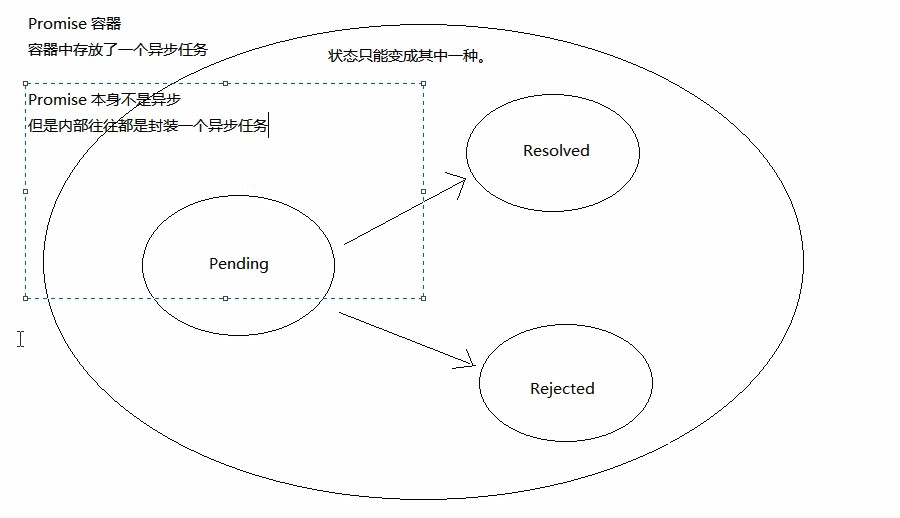 Promise 容器
容器中存放了一个异步任务
状态只能变成其中一种。
Promise 本身不是异步
但是内部往往都是封装一个异步任务
Resolved
Pending
Rejected